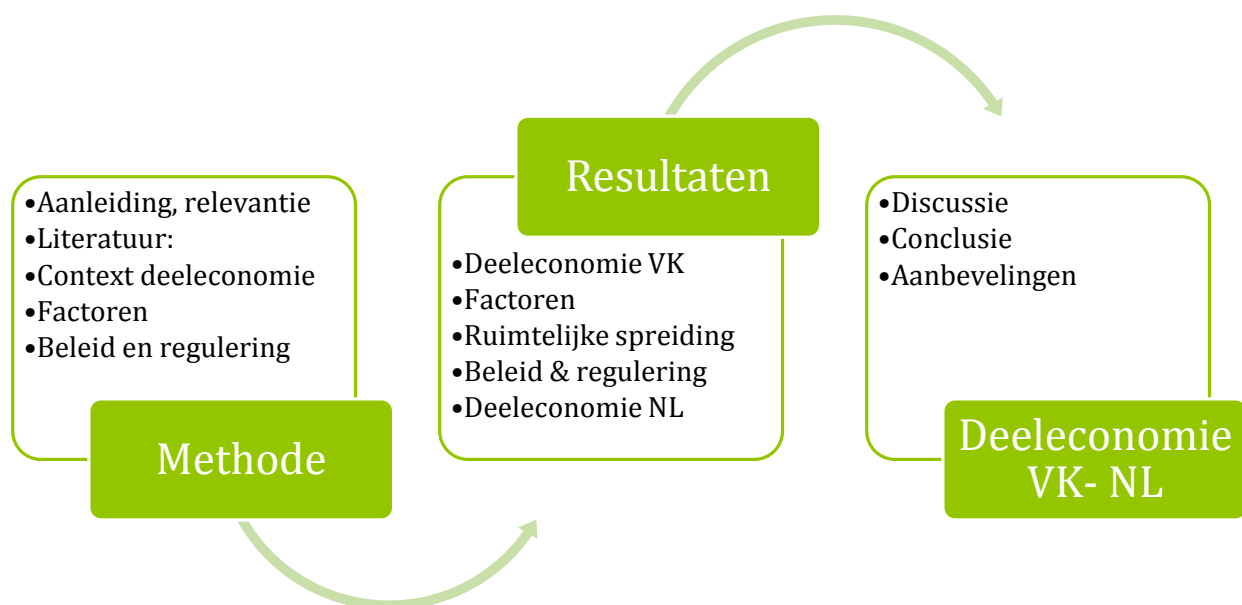 •Aanleiding, relevantie
•Literatuur:
•Context deeleconomie
•Factoren
•Beleid en regulering
Methode
Resultaten
•Deeleconomie VK
•Factoren
•Ruimtelijke spreiding
•Beleid & regulering
•Deeleconomie NL
•Discussie
•Conclusie
•Aanbevelingen
Deeleconomie
VK- NL